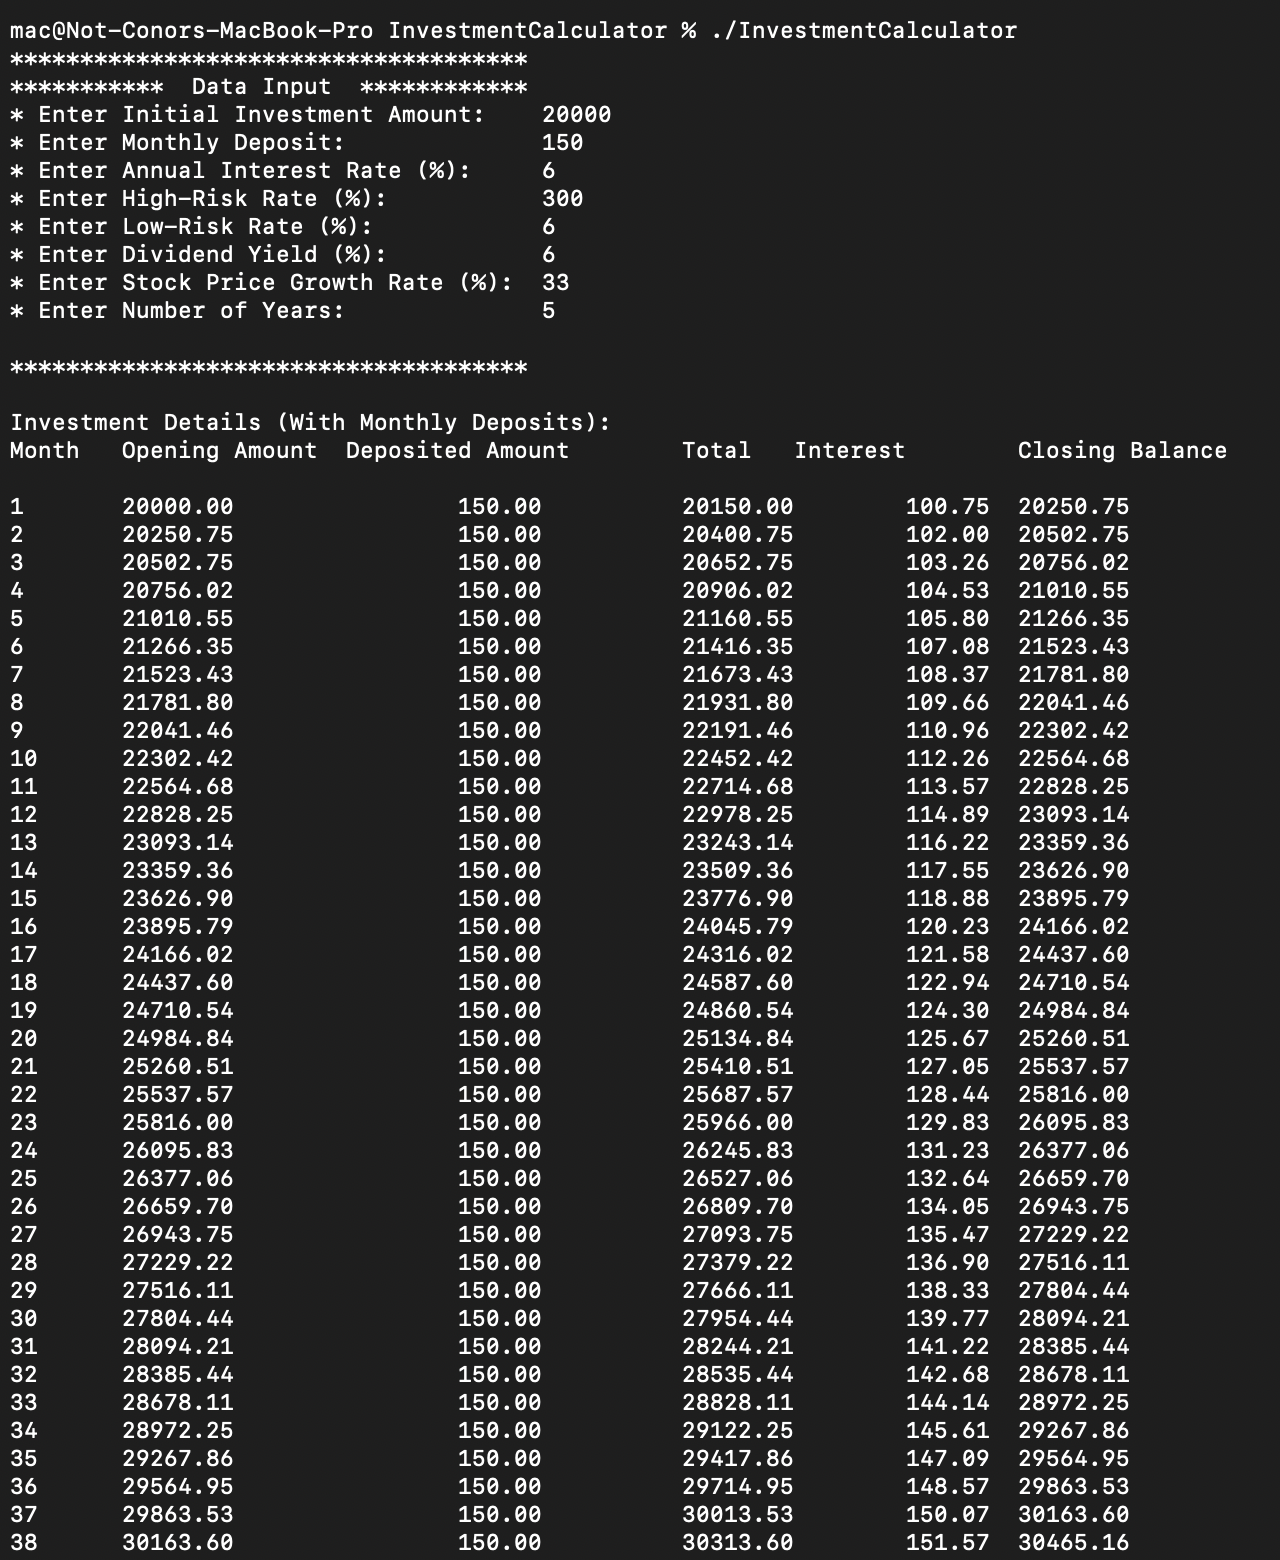 mac@Not-Conors-MacBook-Pro InvestmentCalculator % ./InvestmentCalculator
*************************************
***********  Data Input  ************
* Enter Initial Investment Amount:    20000
* Enter Monthly Deposit:              150
* Enter Annual Interest Rate (%):     6
* Enter High-Risk Rate (%):           300
* Enter Low-Risk Rate (%):            6
* Enter Dividend Yield (%):           6
* Enter Stock Price Growth Rate (%):  33
* Enter Number of Years:              5
*************************************
Investment Details (With Monthly Deposits):
Month   Opening Amount  Deposited Amount        Total   Interest        Closing Balance
1       20000.00                150.00          20150.00        100.75  20250.75
2       20250.75                150.00          20400.75        102.00  20502.75
3       20502.75                150.00          20652.75        103.26  20756.02
4       20756.02                150.00          20906.02        104.53  21010.55
5       21010.55                150.00          21160.55        105.80  21266.35
6       21266.35                150.00          21416.35        107.08  21523.43
7       21523.43                150.00          21673.43        108.37  21781.80
8       21781.80                150.00          21931.80        109.66  22041.46
9       22041.46                150.00          22191.46        110.96  22302.42
10      22302.42                150.00          22452.42        112.26  22564.68
11      22564.68                150.00          22714.68        113.57  22828.25
12      22828.25                150.00          22978.25        114.89  23093.14
13      23093.14                150.00          23243.14        116.22  23359.36
14      23359.36                150.00          23509.36        117.55  23626.90
15      23626.90                150.00          23776.90        118.88  23895.79
16      23895.79                150.00          24045.79        120.23  24166.02
17      24166.02                150.00          24316.02        121.58  24437.60
18      24437.60                150.00          24587.60        122.94  24710.54
19      24710.54                150.00          24860.54        124.30  24984.84
20      24984.84                150.00          25134.84        125.67  25260.51
21      25260.51                150.00          25410.51        127.05  25537.57
22      25537.57                150.00          25687.57        128.44  25816.00
23      25816.00                150.00          25966.00        129.83  26095.83
24      26095.83                150.00          26245.83        131.23  26377.06
25      26377.06                150.00          26527.06        132.64  26659.70
26      26659.70                150.00          26809.70        134.05  26943.75
27      26943.75                150.00          27093.75        135.47  27229.22
28      27229.22                150.00          27379.22        136.90  27516.11
29      27516.11                150.00          27666.11        138.33  27804.44
30      27804.44                150.00          27954.44        139.77  28094.21
31      28094.21                150.00          28244.21        141.22  28385.44
32      28385.44                150.00          28535.44        142.68  28678.11
33      28678.11                150.00          28828.11        144.14  28972.25
34      28972.25                150.00          29122.25        145.61  29267.86
35      29267.86                150.00          29417.86        147.09  29564.95
36      29564.95                150.00          29714.95        148.57  29863.53
37      29863.53                150.00          30013.53        150.07  30163.60
38      30163.60                150.00          30313.60        151.57  30465.16